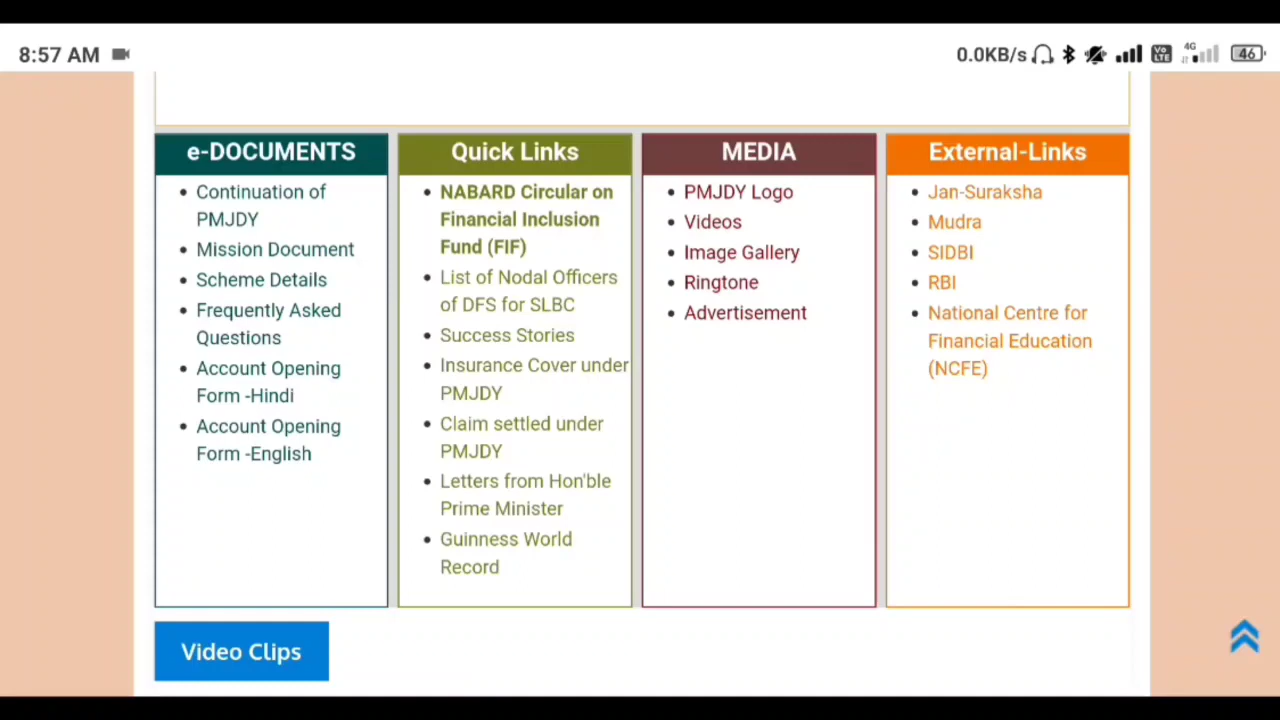 8:57 AM
0.0KB/s
Vo LTE
4G
46
e-DOCUMENTS
Continuation of
PMJDY
Mission Document
Scheme Details
Frequently Asked
Questions
Account Opening
Form -Hindi
Account Opening
Form -English
Quick Links
NABARD Circular on
Financial Inclusion
Fund (FIF)
List of Nodal Officers
of DFS for SLBC
Success Stories
Insurance Cover under
PMJDY
Claim settled under
PMJDY
Letters from Hon'ble
Prime Minister
Guinness World
Record
MEDIA
PMJDY Logo
Videos
Image Gallery
Ringtone
Advertisement
External-Links
Jan-Suraksha
Mudra
SIDBI
RBI
National Centre for
Financial Education
(NCFE)
Video Clips